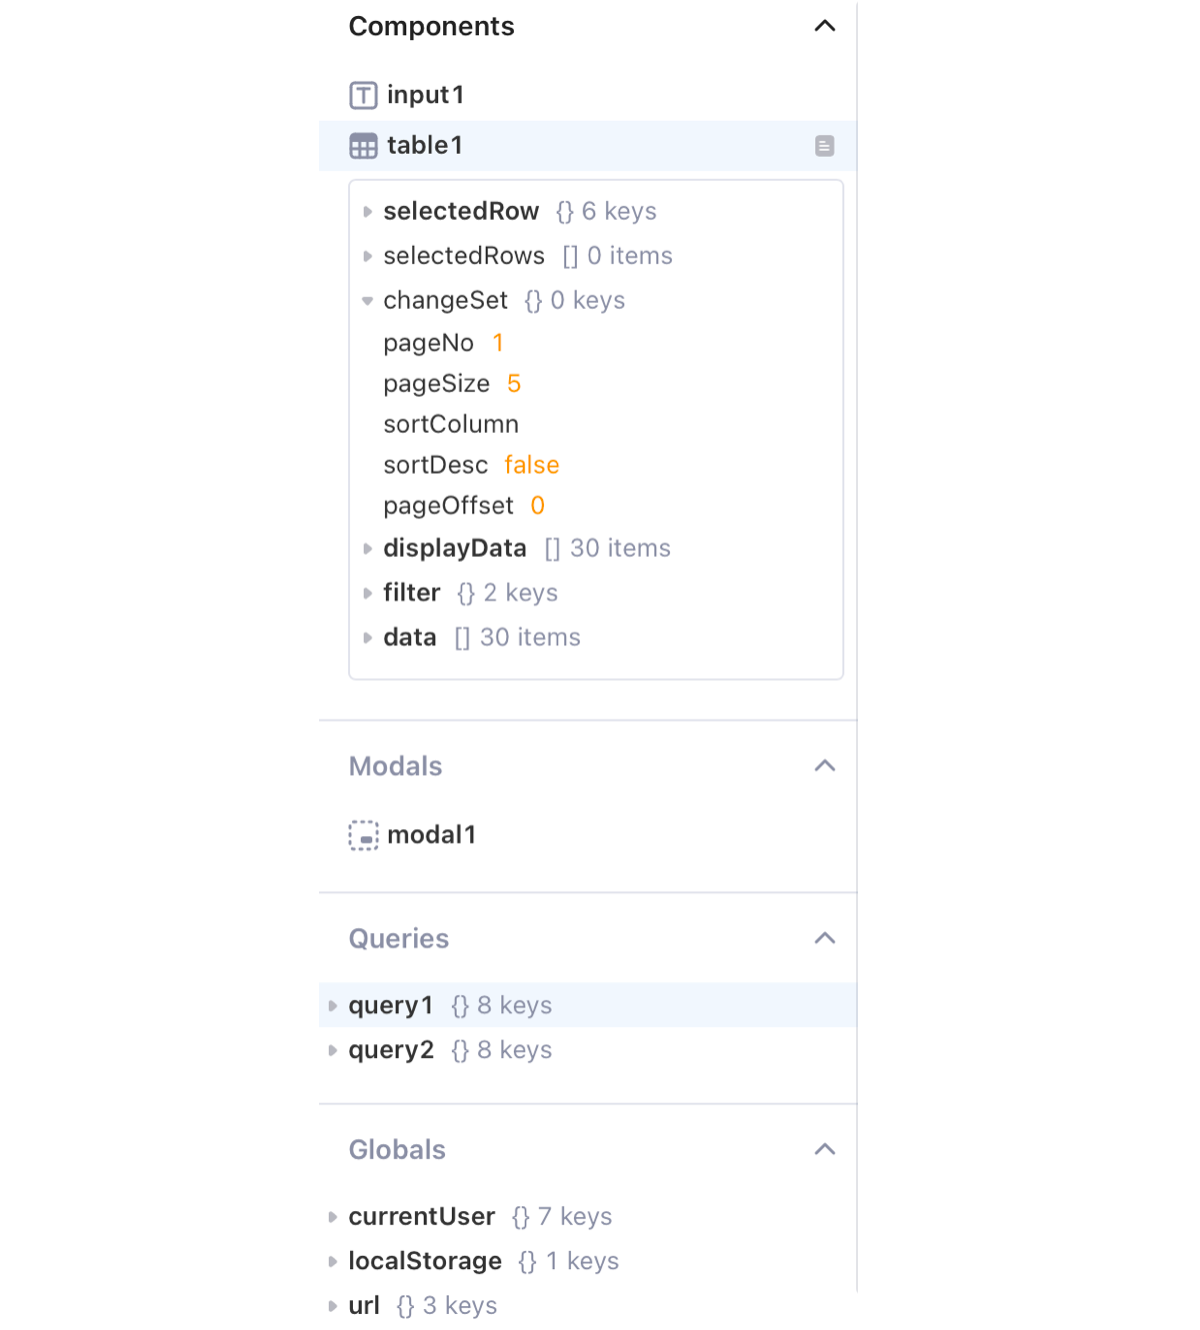 Components
input1
table1
selectedRow {} 6 keys
selectedRows [] 0 items
changeSet {} 0 keys
pageNo 1
pageSize 5
sortColumn
sortDesc false
pageOffset 0
displayData [] 30 items
filter {} 2 keys
data [] 30 items
Modals
modal1
Queries
query1 {} 8 keys
query2 {} 8 keys
Globals
currentUser {} 7 keys
localStorage {} 1 keys
url {} 3 keys